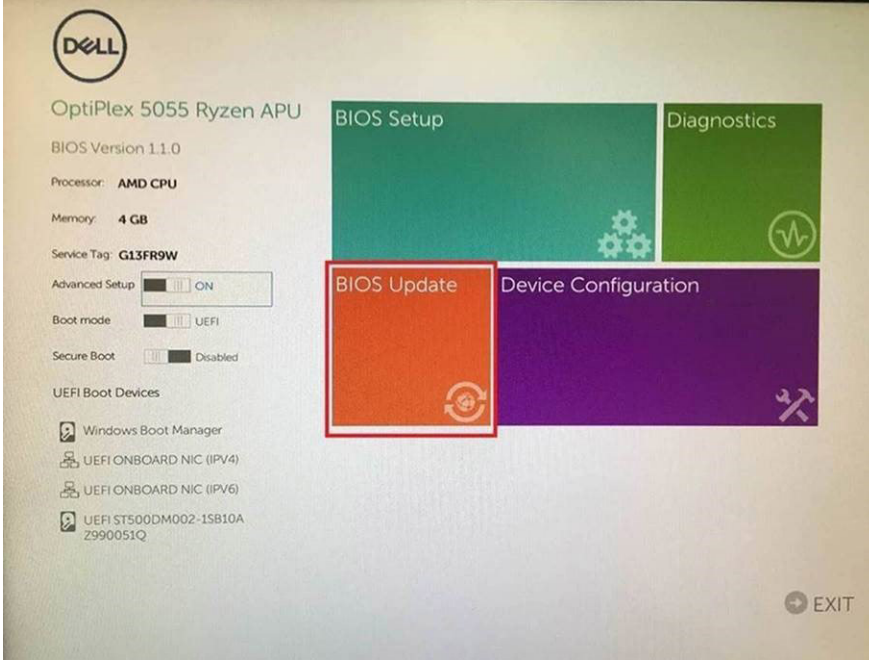 DELL
OptiPlex 5055 Ryzen APU
BIOS Version 1.1.0
Processor: AMD CPU
Memory: 4 GB
Service Tag: G13FR9W
Advanced Setup ON
Boot mode UEFI
Secure Boot Disabled
UEFI Boot Devices
Windows Boot Manager
UEFI ONBOARD NIC (IPV4)
UEFI ONBOARD NIC (IPV6)
UEFI ST500DM002-1SB10A
Z990051Q
BIOS Setup
Diagnostics
BIOS Update
Device Configuration
EXIT